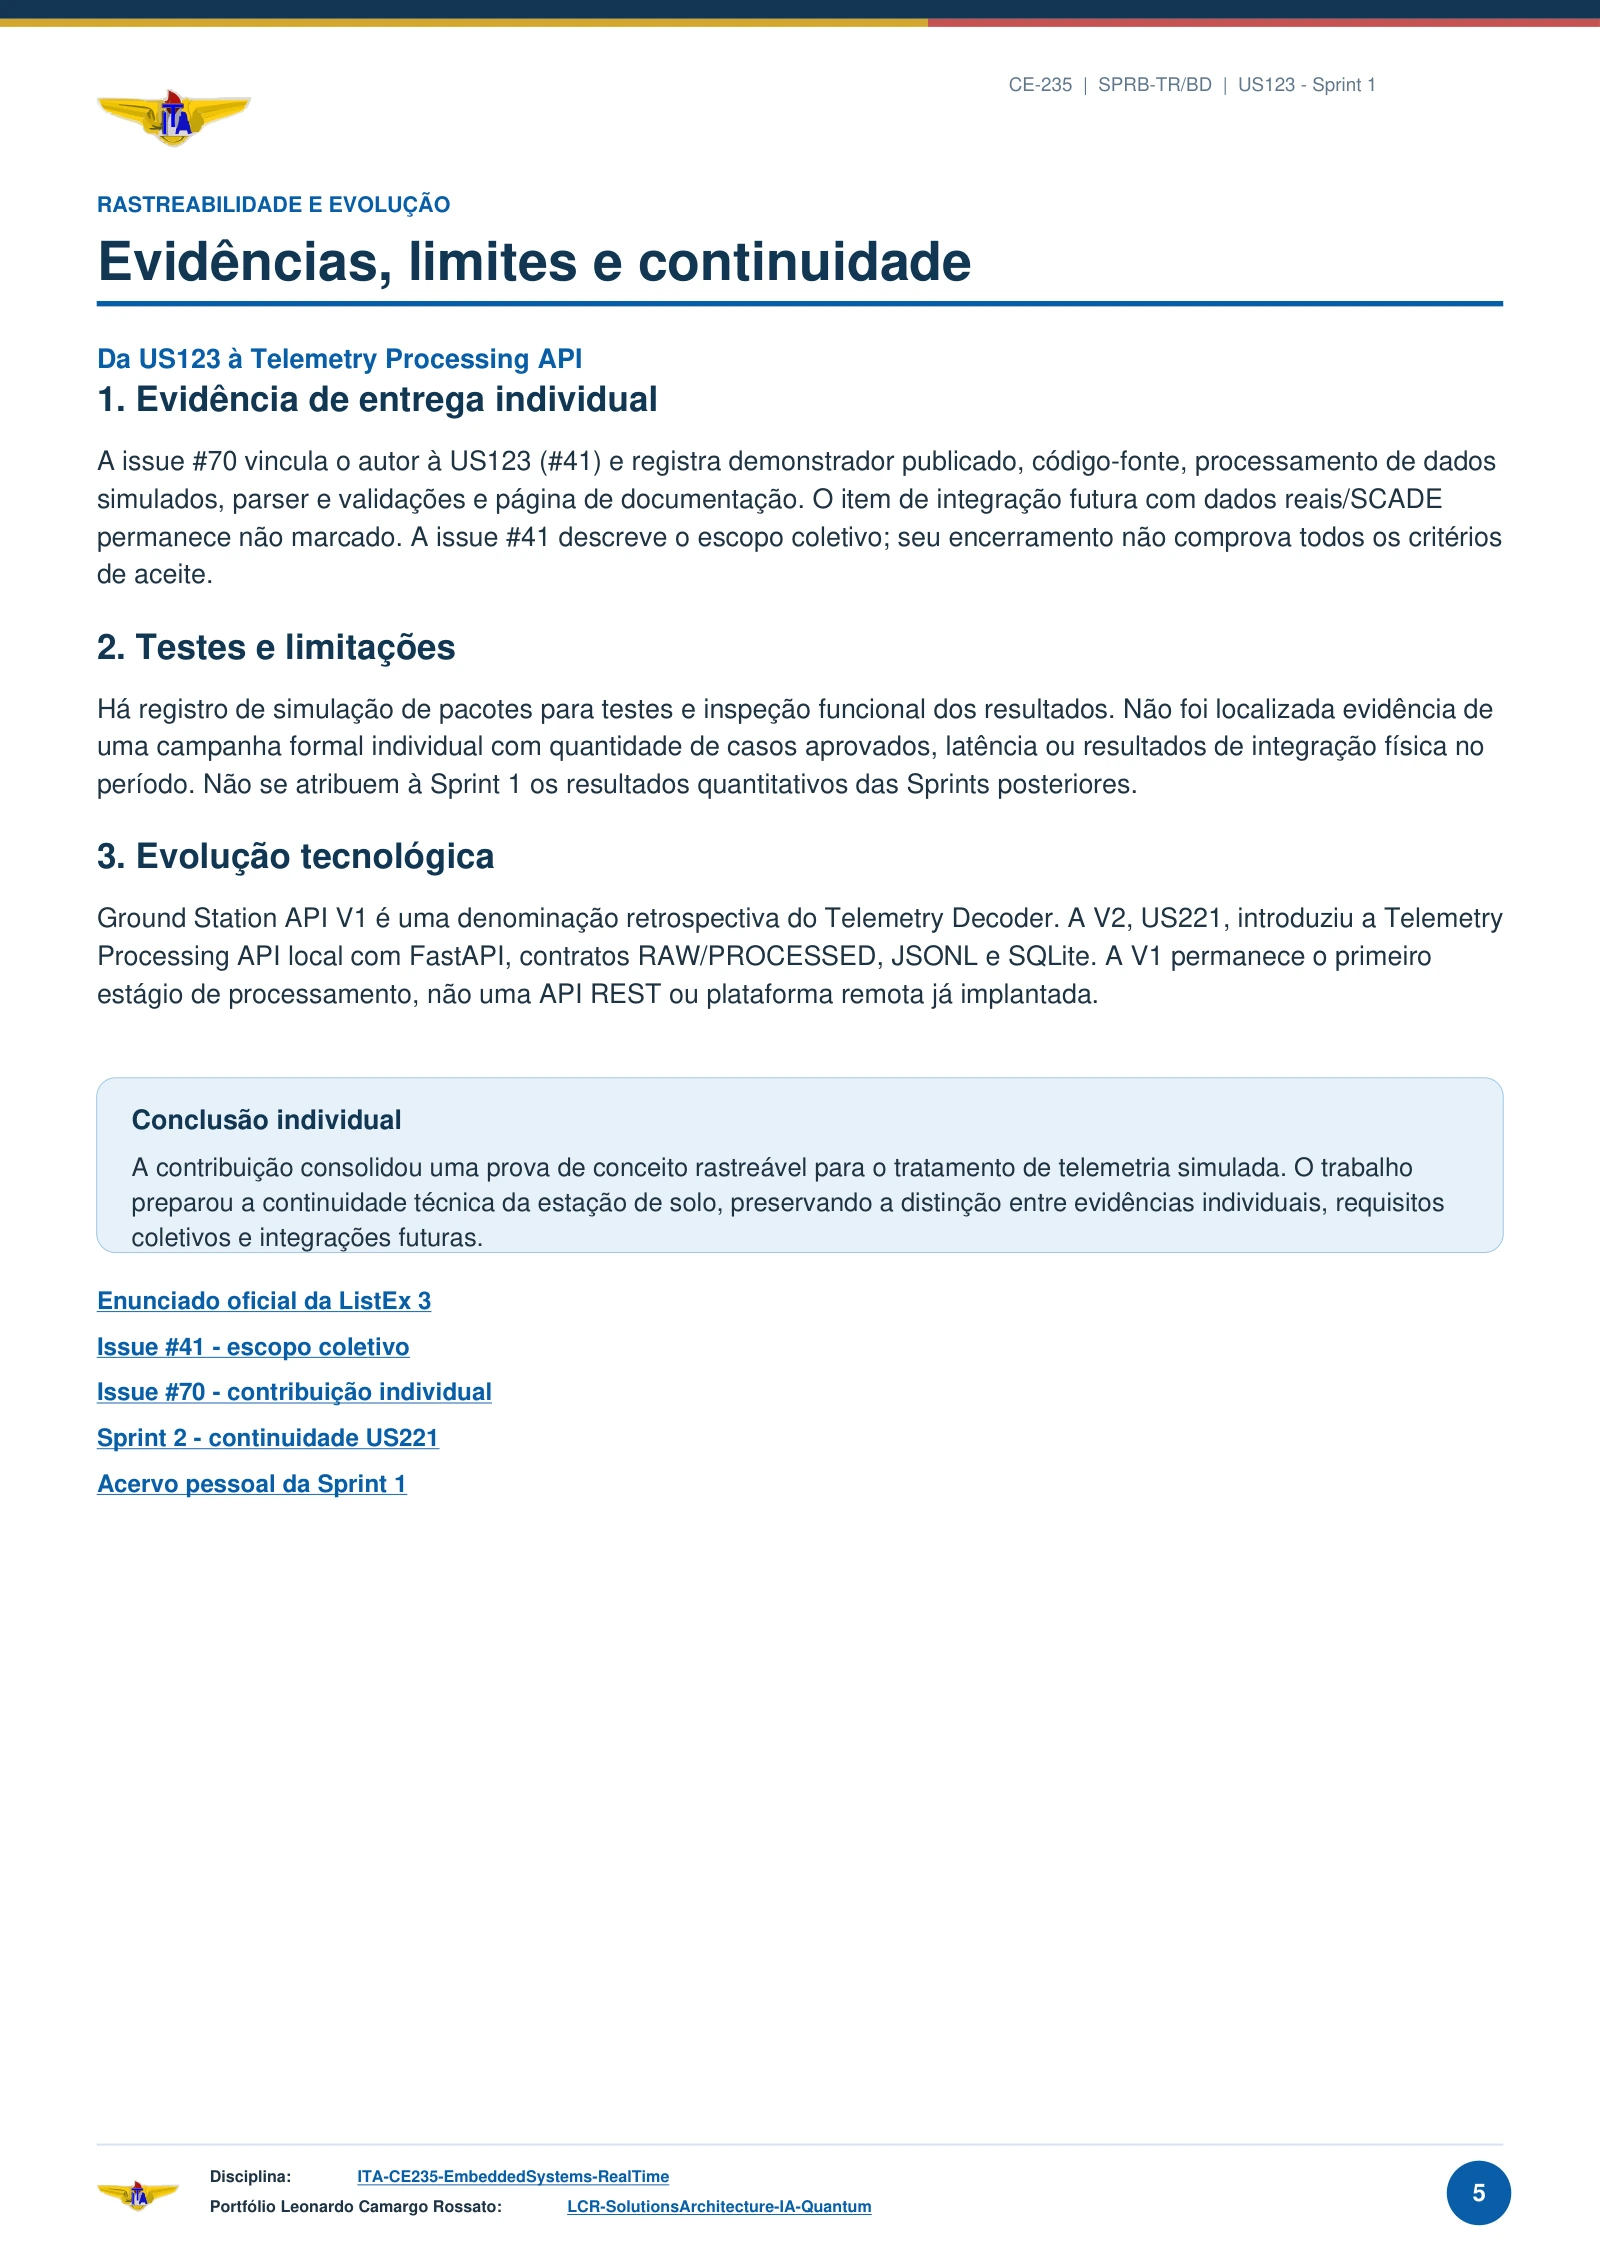 CE-235 | SPRB-TR/BD | US123 - Sprint 1
ITA
RASTREABILIDADE E EVOLUÇÃO
Evidências, limites e continuidade
Da US123 à Telemetry Processing API
1. Evidência de entrega individual
A issue #70 vincula o autor à US123 (#41) e registra demonstrador publicado, código-fonte, processamento de dados
simulados, parser e validações e página de documentação. O item de integração futura com dados reais/SCADE
permanece não marcado. A issue #41 descreve o escopo coletivo; seu encerramento não comprova todos os critérios
de aceite.
2. Testes e limitações
Há registro de simulação de pacotes para testes e inspeção funcional dos resultados. Não foi localizada evidência de
uma campanha formal individual com quantidade de casos aprovados, latência ou resultados de integração física no
período. Não se atribuem à Sprint 1 os resultados quantitativos das Sprints posteriores.
3. Evolução tecnológica
Ground Station API V1 é uma denominação retrospectiva do Telemetry Decoder. A V2, US221, introduziu a Telemetry
Processing API local com FastAPI, contratos RAW/PROCESSED, JSONL e SQLite. A V1 permanece o primeiro
estágio de processamento, não uma API REST ou plataforma remota já implantada.
Conclusão individual
A contribuição consolidou uma prova de conceito rastreável para o tratamento de telemetria simulada. O trabalho
preparou a continuidade técnica da estação de solo, preservando a distinção entre evidências individuais, requisitos
coletivos e integrações futuras.
Enunciado oficial da ListEx 3
Issue #41 - escopo coletivo
Issue #70 - contribuição individual
Sprint 2 - continuidade US221
Acervo pessoal da Sprint 1
ITA
Disciplina: ITA-CE235-EmbeddedSystems-RealTime
Portfólio Leonardo Camargo Rossato: LCR-SolutionsArchitecture-IA-Quantum
5